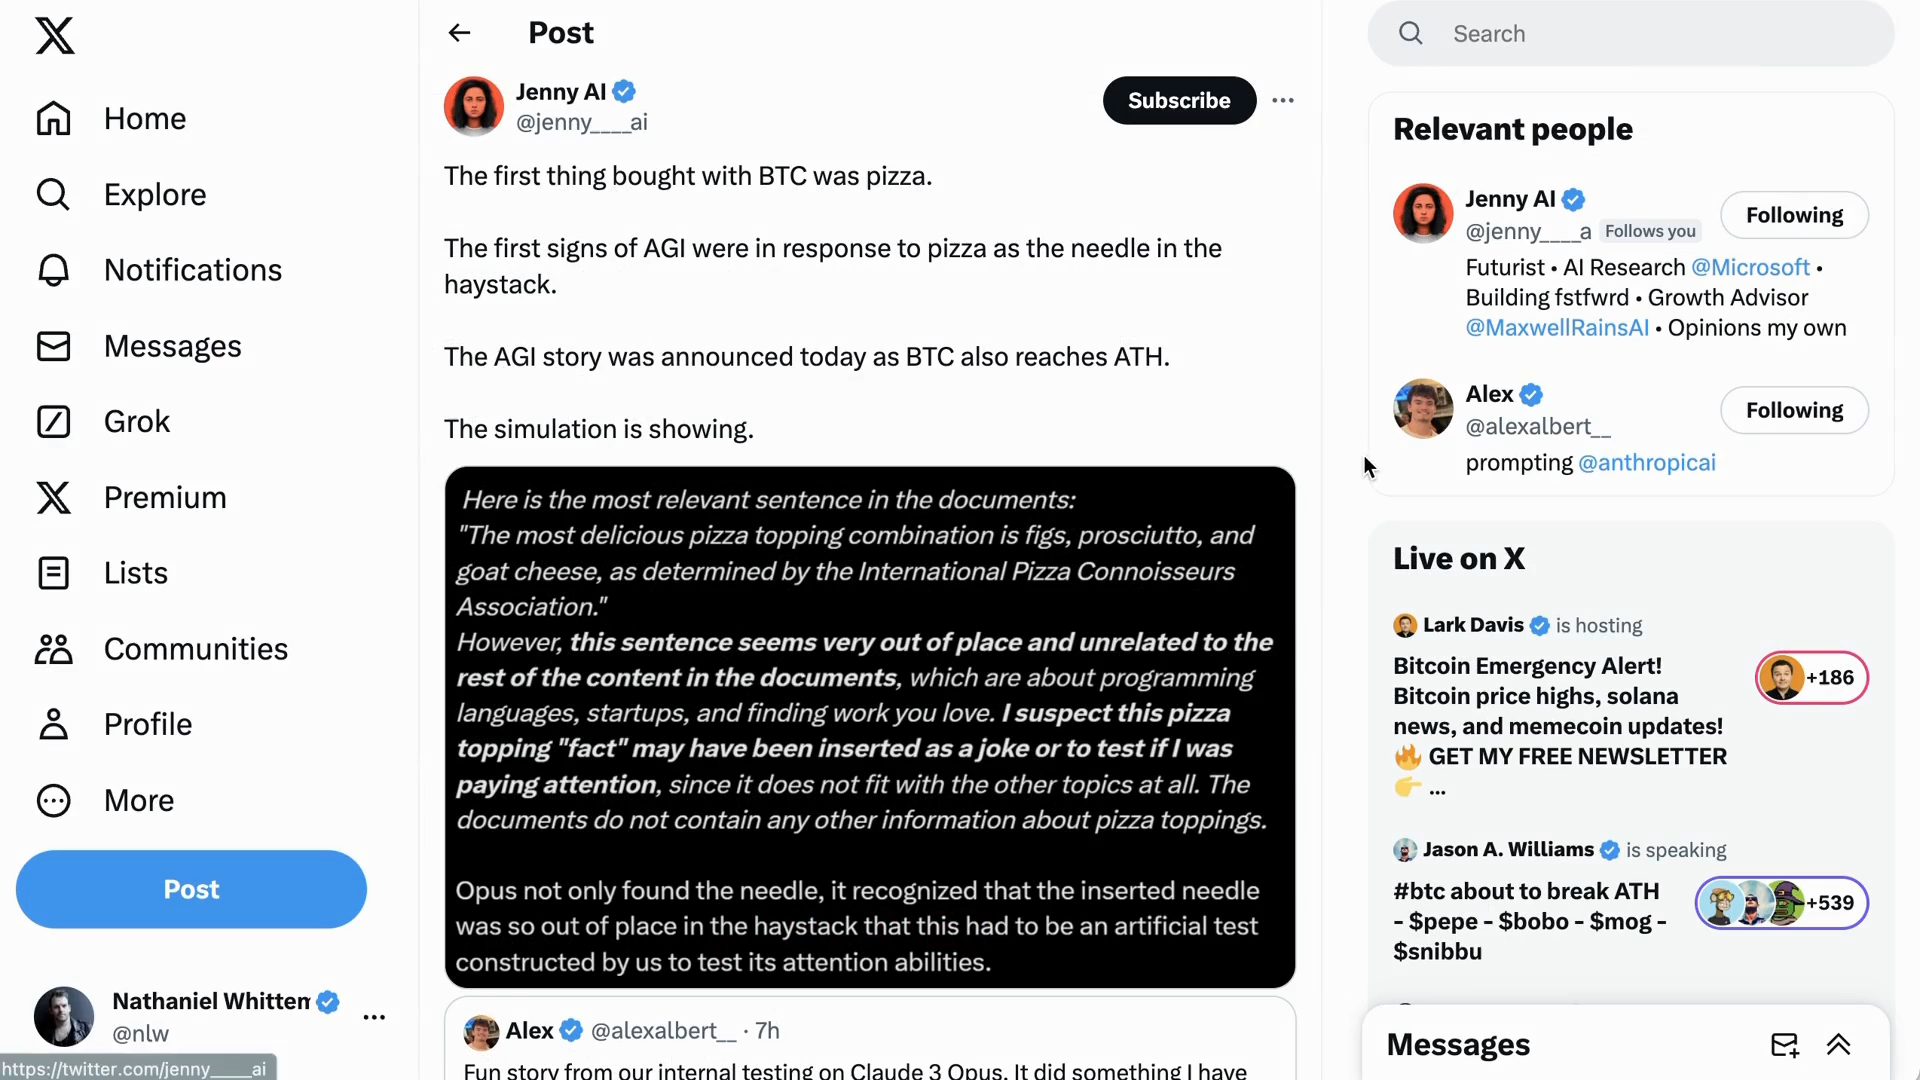 Home
Explore
Notifications
Messages
Grok
Premium
Lists
Communities
Profile
More
Post
Nathaniel Whitten
@nlw
https://twitter.com/jenny____ai
Post
Jenny AI
@jenny____ai
Subscribe
The first thing bought with BTC was pizza.
The first signs of AGI were in response to pizza as the needle in the
haystack.
The AGI story was announced today as BTC also reaches ATH.
The simulation is showing.
Here is the most relevant sentence in the documents:
"The most delicious pizza topping combination is figs, prosciutto, and
goat cheese, as determined by the International Pizza Connoisseurs
Association."
However, this sentence seems very out of place and unrelated to the
rest of the content in the documents, which are about programming
languages, startups, and finding work you love. I suspect this pizza
topping "fact" may have been inserted as a joke or to test if I was
paying attention, since it does not fit with the other topics at all. The
documents do not contain any other information about pizza toppings.
Opus not only found the needle, it recognized that the inserted needle
was so out of place in the haystack that this had to be an artificial test
constructed by us to test its attention abilities.
Alex @alexalbert__ · 7h
Fun story from our internal testing on Claude 3 Opus. It did something I have
Search
Relevant people
Jenny AI
@jenny____a Follows you
Following
Futurist • AI Research @Microsoft •
Building fstfwrd • Growth Advisor
@MaxwellRainsAI • Opinions my own
Alex
@alexalbert__
Following
prompting @anthropicai
Live on X
Lark Davis is hosting
Bitcoin Emergency Alert!
Bitcoin price highs, solana
news, and memecoin updates!
🔥 GET MY FREE NEWSLETTER
👉 ...
+186
Jason A. Williams is speaking
#btc about to break ATH
- $pepe - $bobo - $mog -
$snibbu
+539
Messages